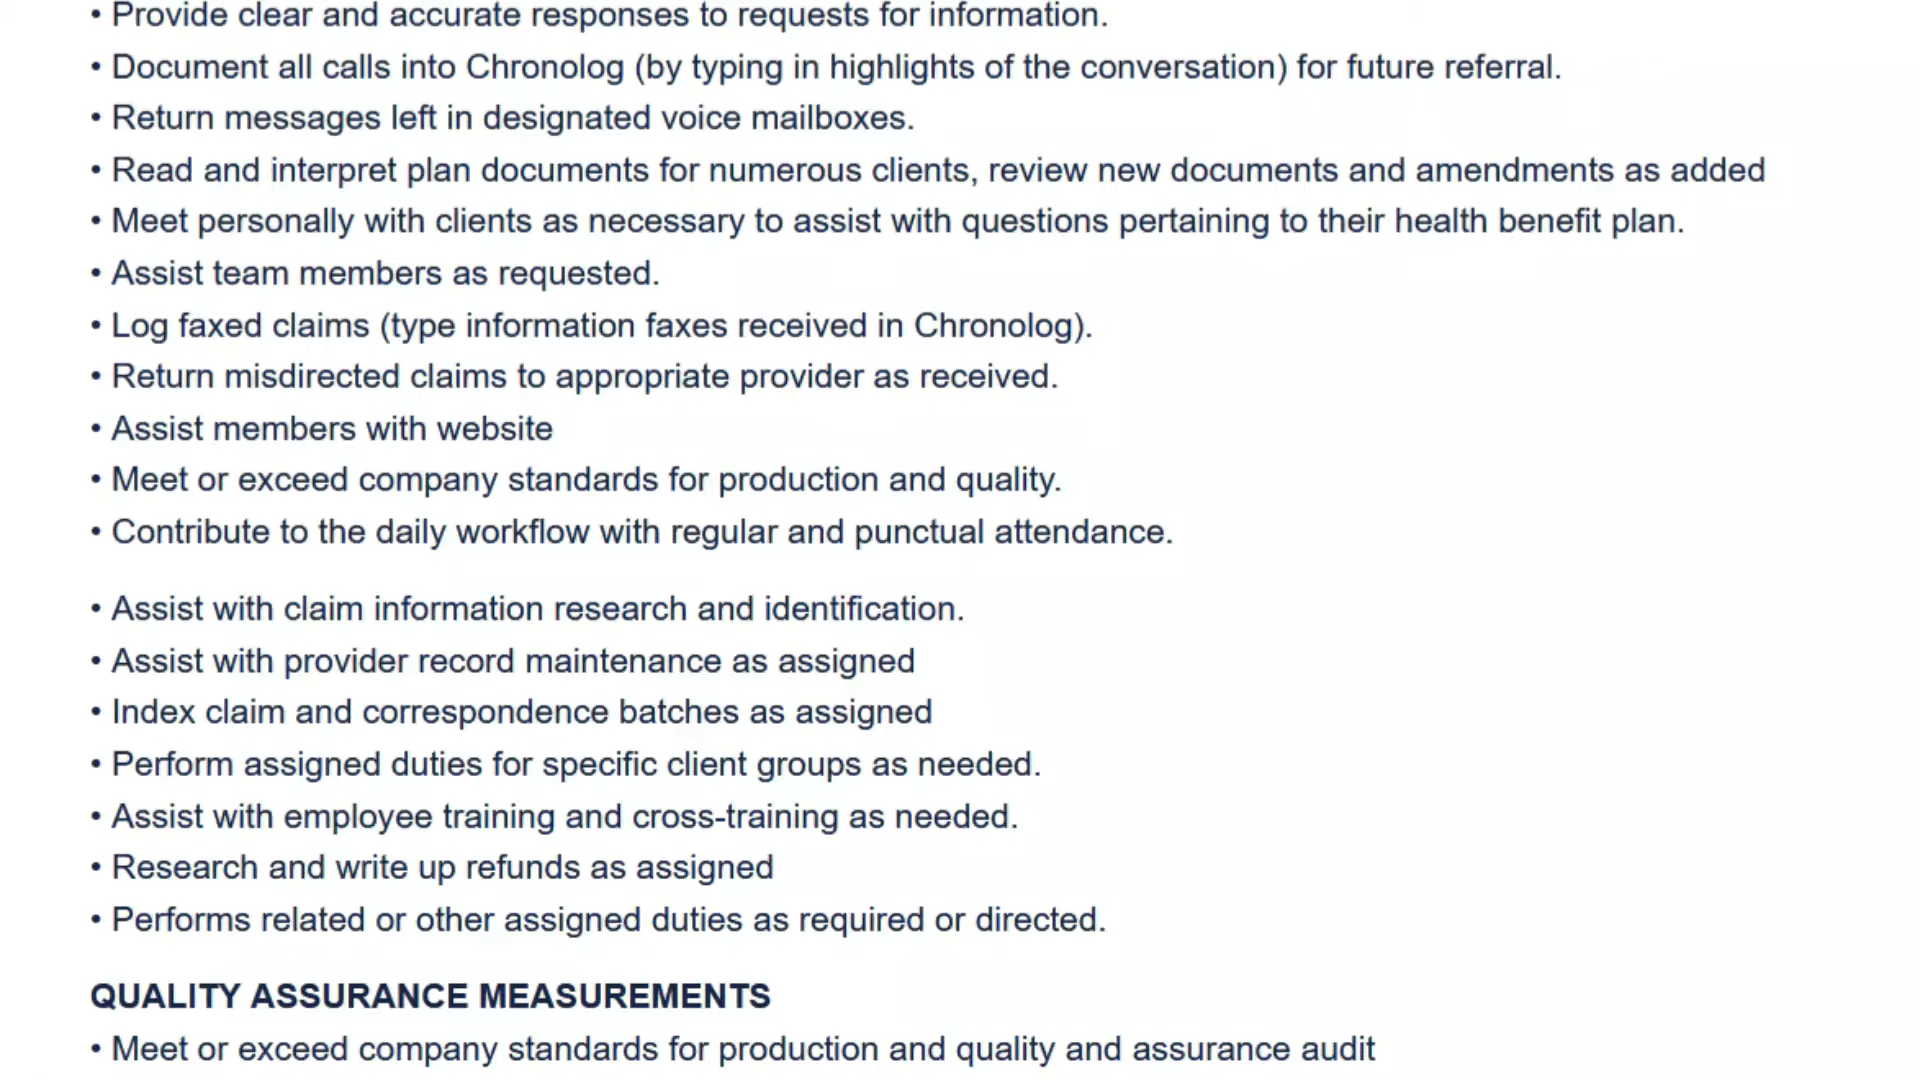 • Provide clear and accurate responses to requests for information.
• Document all calls into Chronolog (by typing in highlights of the conversation) for future referral.
• Return messages left in designated voice mailboxes.
• Read and interpret plan documents for numerous clients, review new documents and amendments as added
• Meet personally with clients as necessary to assist with questions pertaining to their health benefit plan.
• Assist team members as requested.
• Log faxed claims (type information faxes received in Chronolog).
• Return misdirected claims to appropriate provider as received.
• Assist members with website
• Meet or exceed company standards for production and quality.
• Contribute to the daily workflow with regular and punctual attendance.
• Assist with claim information research and identification.
• Assist with provider record maintenance as assigned
• Index claim and correspondence batches as assigned
• Perform assigned duties for specific client groups as needed.
• Assist with employee training and cross-training as needed.
• Research and write up refunds as assigned
• Performs related or other assigned duties as required or directed.
QUALITY ASSURANCE MEASUREMENTS
• Meet or exceed company standards for production and quality and assurance audit